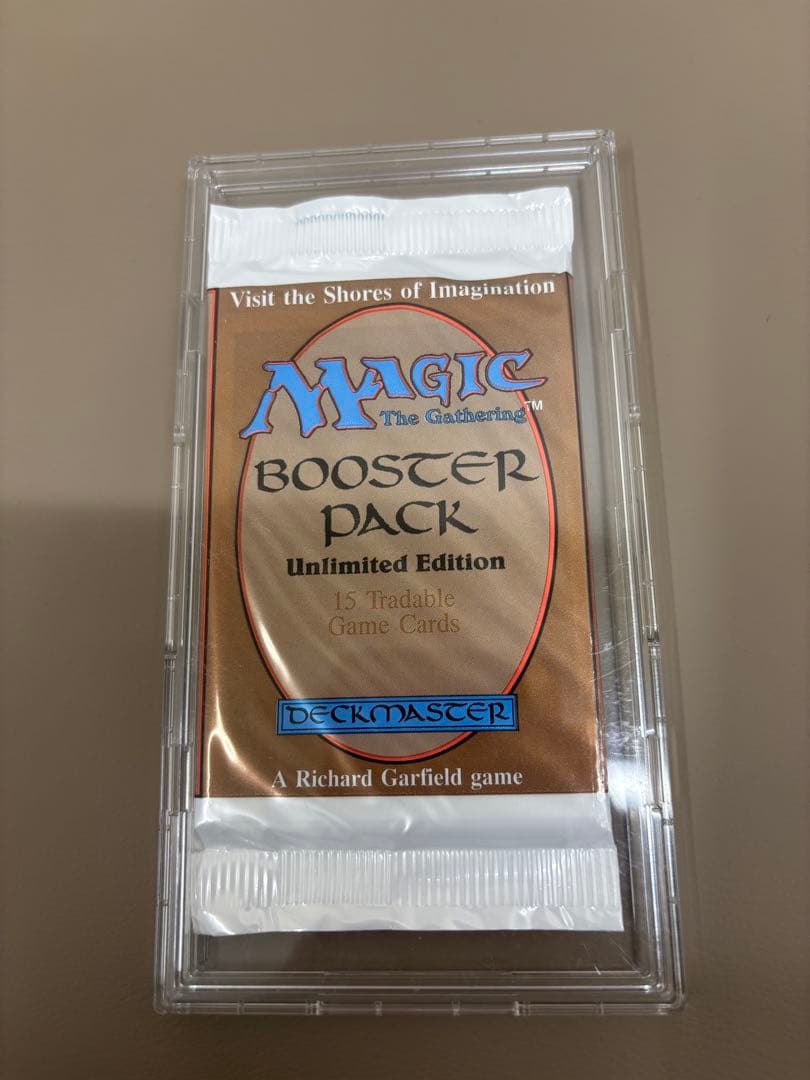 Visit the Shores of Imagination
MAGIC
The Gathering™
BOOSTER
PACK
Unlimited Edition
15 Tradable
Game Cards
DECKMASTER
A Richard Garfield game